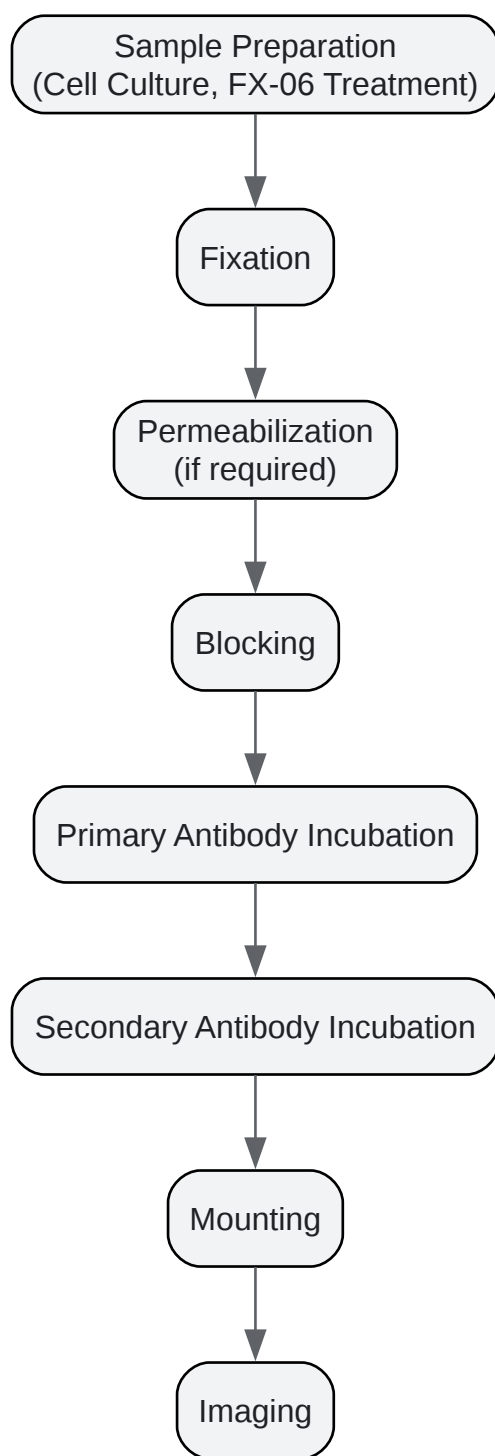 Sample Preparation
(Cell Culture, FX-06 Treatment)
Fixation
Permeabilization
(if required)
Blocking
Primary Antibody Incubation
Secondary Antibody Incubation
Mounting
Imaging